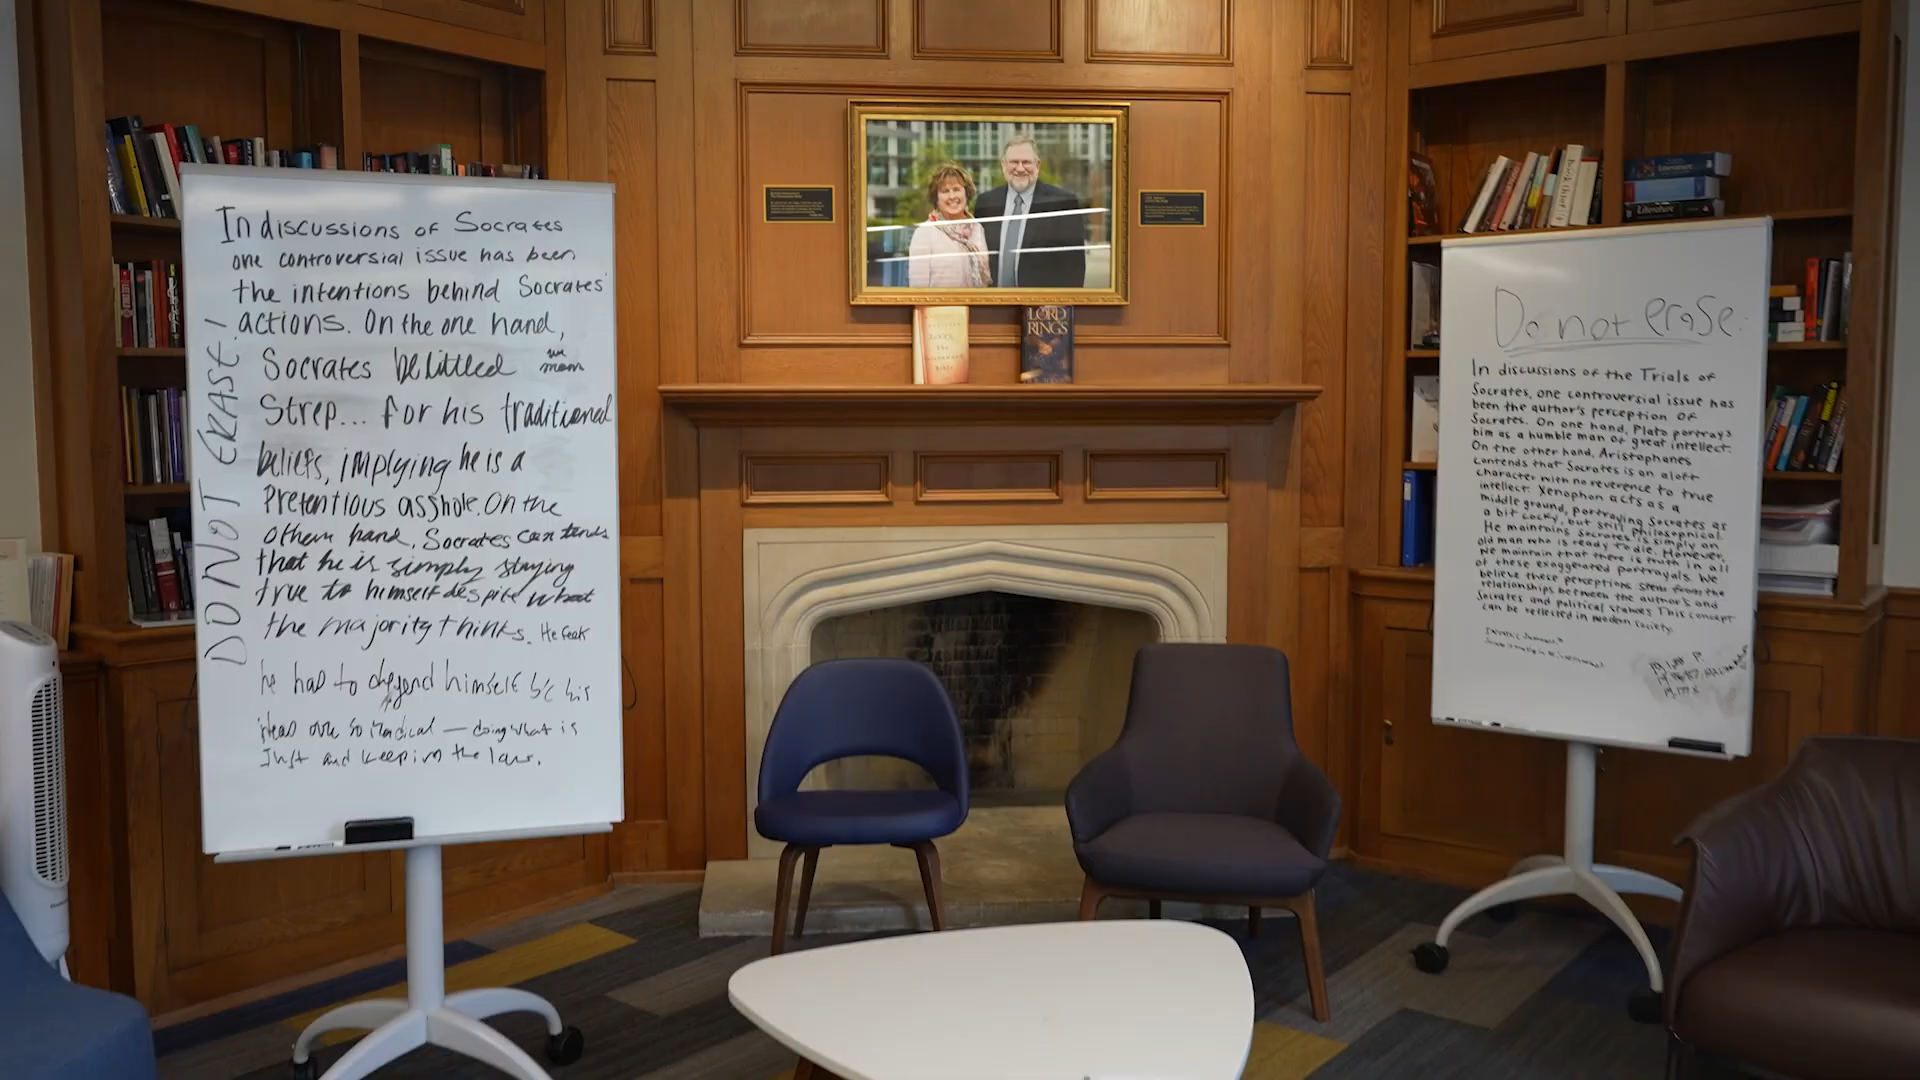 In discussions of Socrates
one controversial issue has been
the intentions behind Socrates'
actions. On the one hand,
Socrates belittled
Strep... for his traditional
beliefs, implying he is a
Pretentious asshole. On the
othem hand, Socrates contends
that he is simply staying
true to himself despite what
the majority thinks. He feels
he had to defend himself b/c his
ideas are so radical — doing what is
Just and keeping the law.
DO NOT ERASE!
LORD
RINGS
Literature
Literature
Do not erase.
In discussions of the Trials of
Socrates, one controversial issue has
been the author's perception of
Socrates. On one hand, Plato portrays
him as a humble man of great intellect.
On the other hand, Aristophanes
contends that Socrates is an aloft
character with no reverence to true
intellect. Xenophon acts as a
middle ground, portraying Socrates as
a bit cocky, but still philosophical.
He maintains Socrates is simply an
old man who is ready to die. However,
we maintain that there is truth in all
of these exaggerated portrayals. We
believe these perceptions stem from the
relationships between the author's and
Socrates and political stances. This concept
can be reflected in modern society.